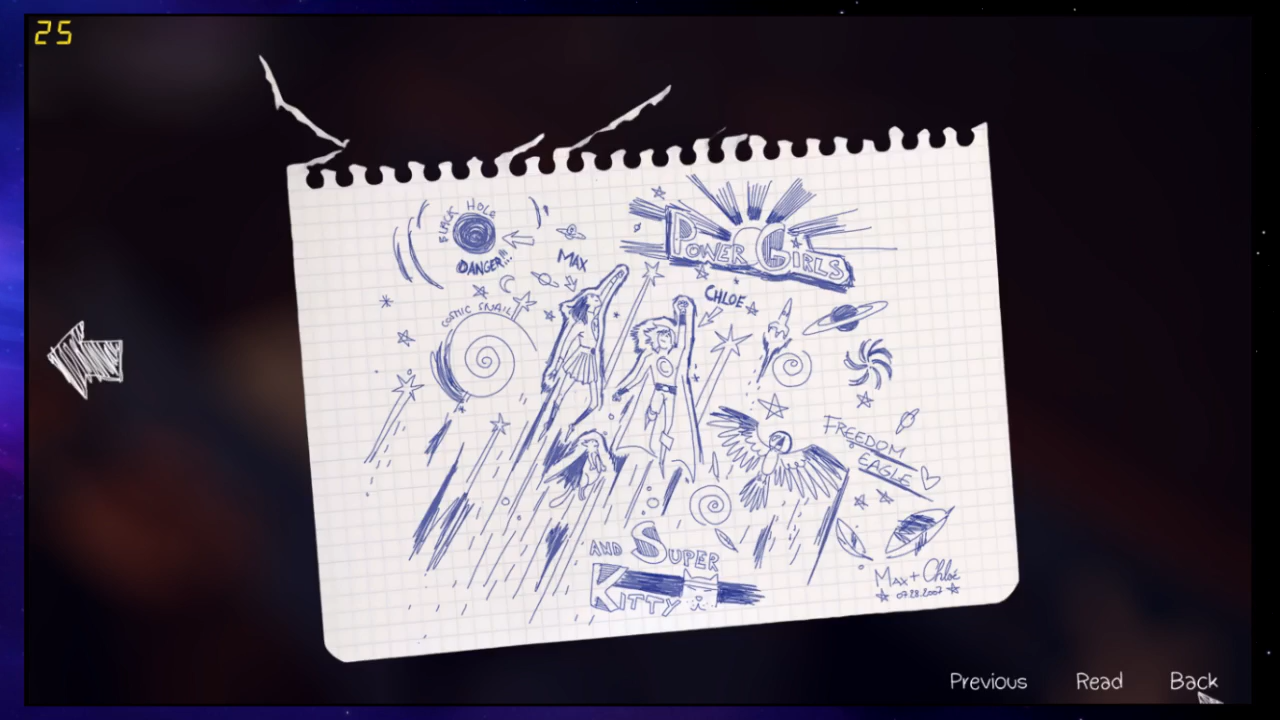 25
BLACK HOLE
DANGER!!...
MAX
POWER GIRLS
CHLOE
COSMIC SNAIL
FREEDOM
EAGLE
AND SUPER
KITTY
Max + Chloé
07.28.2007
Previous Read Back